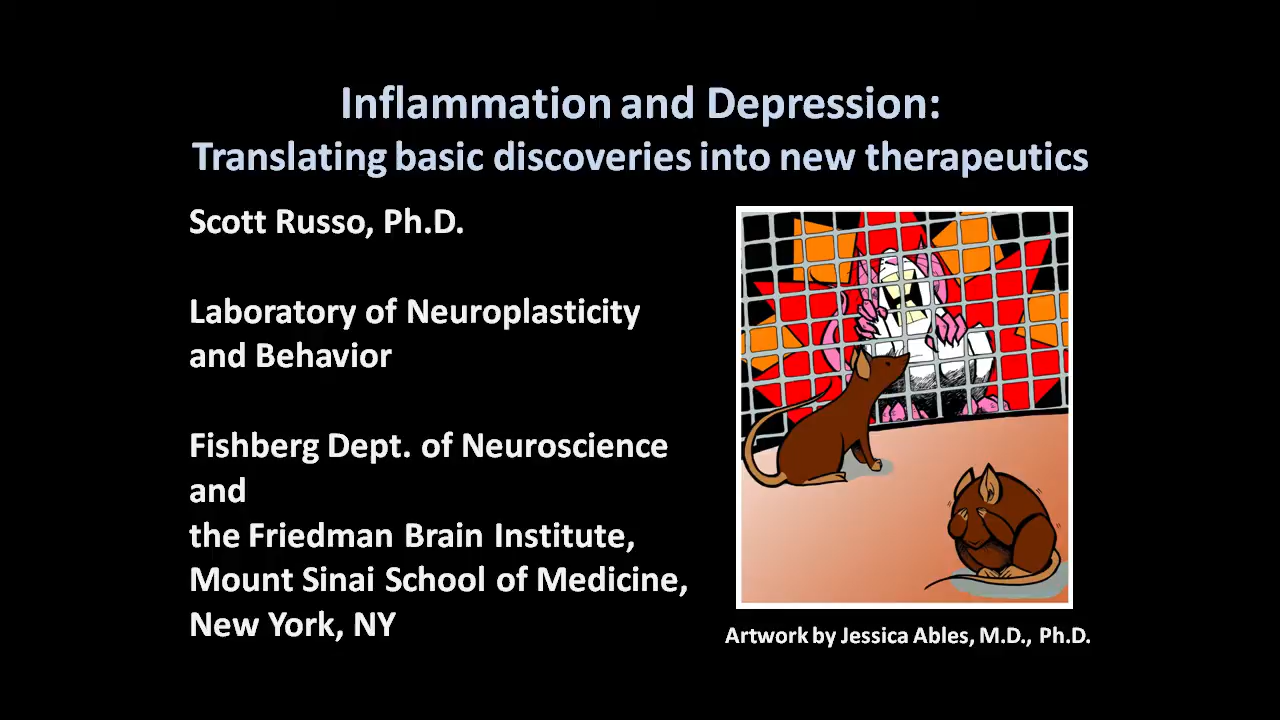 Inflammation and Depression:
Translating basic discoveries into new therapeutics
Scott Russo, Ph.D.
Laboratory of Neuroplasticity
and Behavior
Fishberg Dept. of Neuroscience
and
the Friedman Brain Institute,
Mount Sinai School of Medicine,
New York, NY
Artwork by Jessica Ables, M.D., Ph.D.